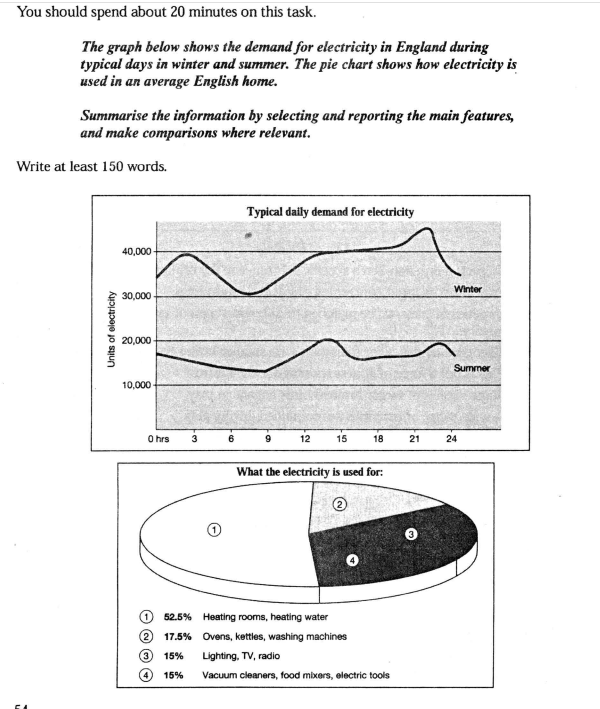 You should spend about 20 minutes on this task.
The graph below shows the demand for electricity in England during
typical days in winter and summer. The pie chart shows how electricity is
used in an average English home.
Summarise the information by selecting and reporting the main features,
and make comparisons where relevant.
Write at least 150 words.
Typical daily demand for electricity
Units of electricity
40,000
30,000
20,000
10,000
Winter
Summer
0 hrs 3 6 9 12 15 18 21 24
What the electricity is used for:
1
2
3
4
1 52.5% Heating rooms, heating water
2 17.5% Ovens, kettles, washing machines
3 15% Lighting, TV, radio
4 15% Vacuum cleaners, food mixers, electric tools